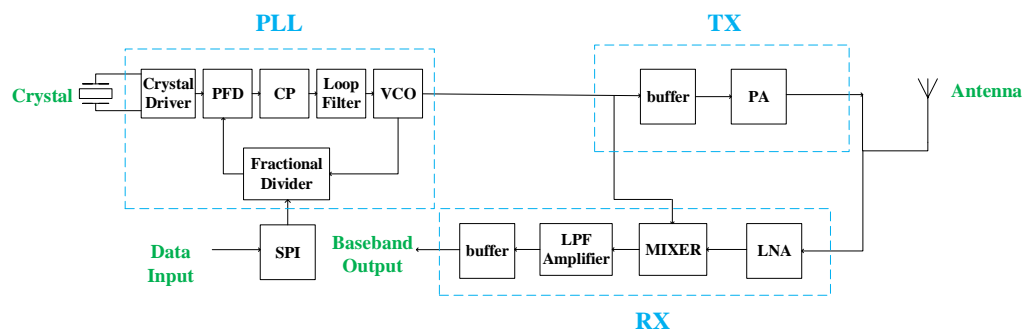 PLL
TX
Crystal
Crystal
Driver
PFD
CP
Loop
Filter
VCO
buffer
PA
Antenna
Fractional
Divider
Data
Input
SPI
Baseband
Output
buffer
LPF
Amplifier
MIXER
LNA
RX